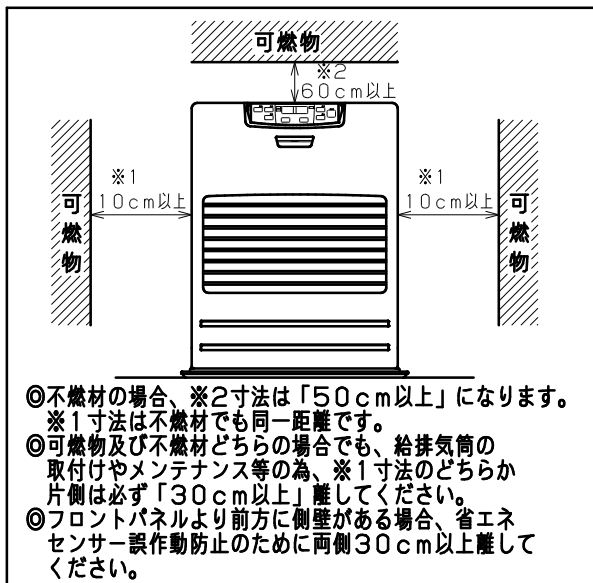 可燃物
※2
60cm以上
※1
10cm以上
※1
10cm以上
可燃物
可燃物
◎不燃材の場合、※2寸法は「50cm以上」になります。
※1寸法は不燃材でも同一距離です。
◎可燃物及び不燃材どちらの場合でも、給排気筒の
取付けやメンテナンス等の為、※1寸法のどちらか
片側は必ず「30cm以上」離してください。
◎フロントパネルより前方に側壁がある場合、省エネ
センサー誤作動防止のために両側30cm以上離して
ください。